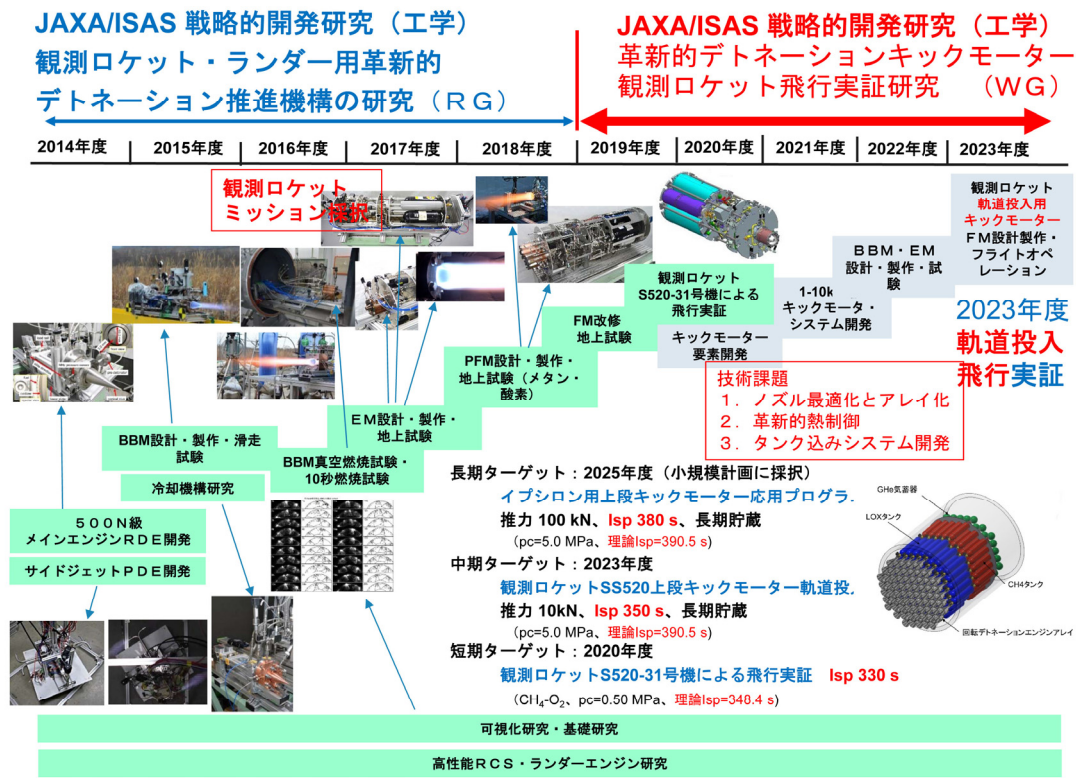 JAXA/ISAS 戦略的開発研究（工学）
観測ロケット・ランダー用革新的
デトネーション推進機構の研究（ＲＧ）
JAXA/ISAS 戦略的開発研究（工学）
革新的デトネーションキックモーター
観測ロケット飛行実証研究　（ＷＧ）
2014年度
2015年度
2016年度
2017年度
2018年度
2019年度
2020年度
2021年度
2022年度
2023年度
観測ロケット
ミッション採択
観測ロケット
軌道投入用
キックモーター
ＦＭ設計製作・
フライトオペ
レーション
ＢＢＭ・ＥＭ
設計・製作・試
験
1-10k
キックモータ・
システム開発
観測ロケット
S520-31号機による
飛行実証
キックモーター
要素開発
FM改修
地上試験
PFM設計・製作・
地上試験（メタン・
酸素）
ＥＭ設計・製作・
地上試験
BBM真空燃焼試験・
10秒燃焼試験
BBM設計・製作・滑走
試験
冷却機構研究
５００Ｎ級
メインエンジンＲＤＥ開発
サイドジェットＰＤＥ開発
2023年度
軌道投入
飛行実証
技術課題
１．ノズル最適化とアレイ化
２．革新的熱制御
３．タンク込みシステム開発
長期ターゲット：2025年度（小規模計画に採択）
イプシロン用上段キックモーター応用プログラ
推力 100 kN、Isp 380 s、長期貯蔵
(pc=5.0 MPa、理論Isp=390.5 s)
中期ターゲット：2023年度
観測ロケットSS520上段キックモーター軌道投
推力 10kN、Isp 350 s、長期貯蔵
(pc=5.0 MPa、理論Isp=390.5 s)
短期ターゲット：2020年度
観測ロケットS520-31号機による飛行実証　Isp 330 s
(CH₄-O₂、pc=0.50 MPa、理論Isp=348.4 s)
GHe気蓄器
LOXタンク
CH4タンク
回転デトネーションエンジンアレイ
可視化研究・基礎研究
高性能ＲＣＳ・ランダーエンジン研究